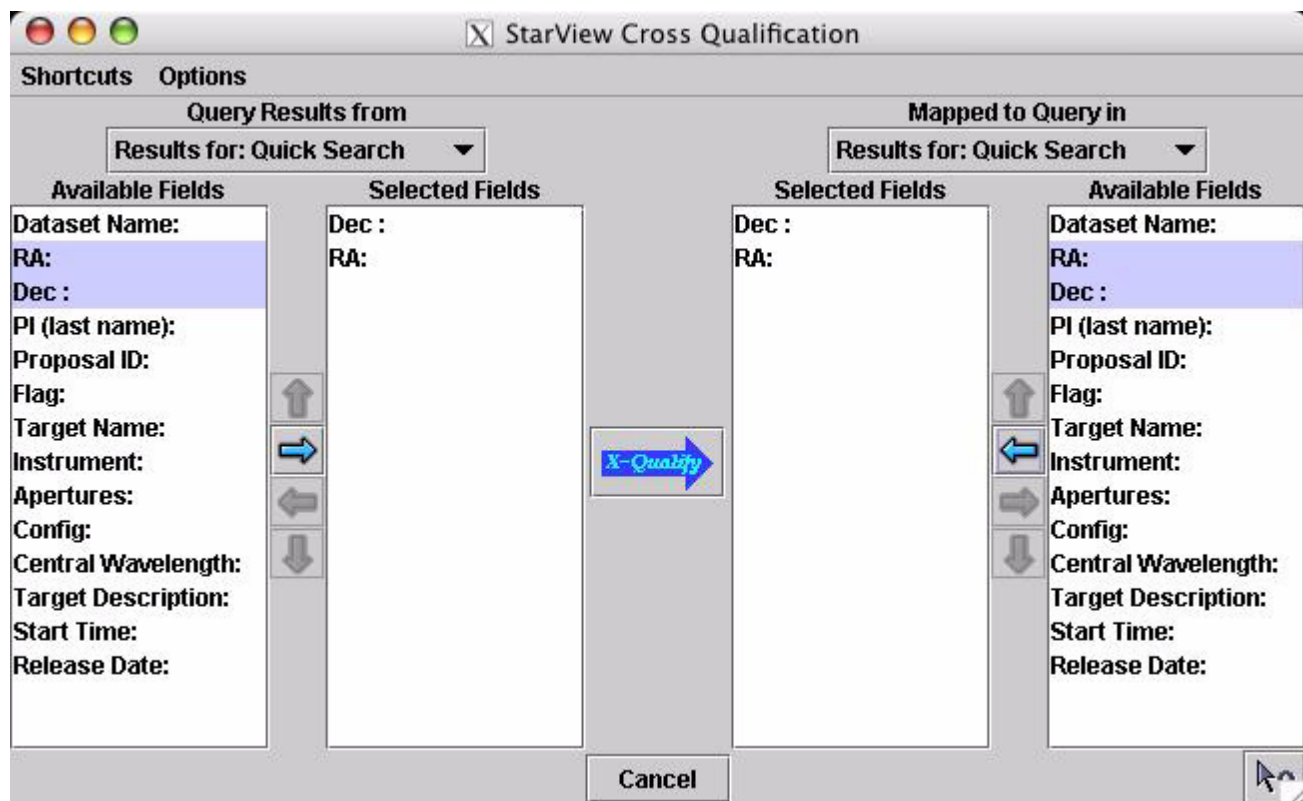 StarView Cross Qualification
Shortcuts Options
Query Results from
Results for: Quick Search
Available Fields
Selected Fields
Dataset Name:
RA:
Dec :
PI (last name):
Proposal ID:
Flag:
Target Name:
Instrument:
Apertures:
Config:
Central Wavelength:
Target Description:
Start Time:
Release Date:
Dec :
RA:
X-Qualify
Mapped to Query in
Results for: Quick Search
Selected Fields
Available Fields
Dec :
RA:
Dataset Name:
RA:
Dec :
PI (last name):
Proposal ID:
Flag:
Target Name:
Instrument:
Apertures:
Config:
Central Wavelength:
Target Description:
Start Time:
Release Date:
Cancel